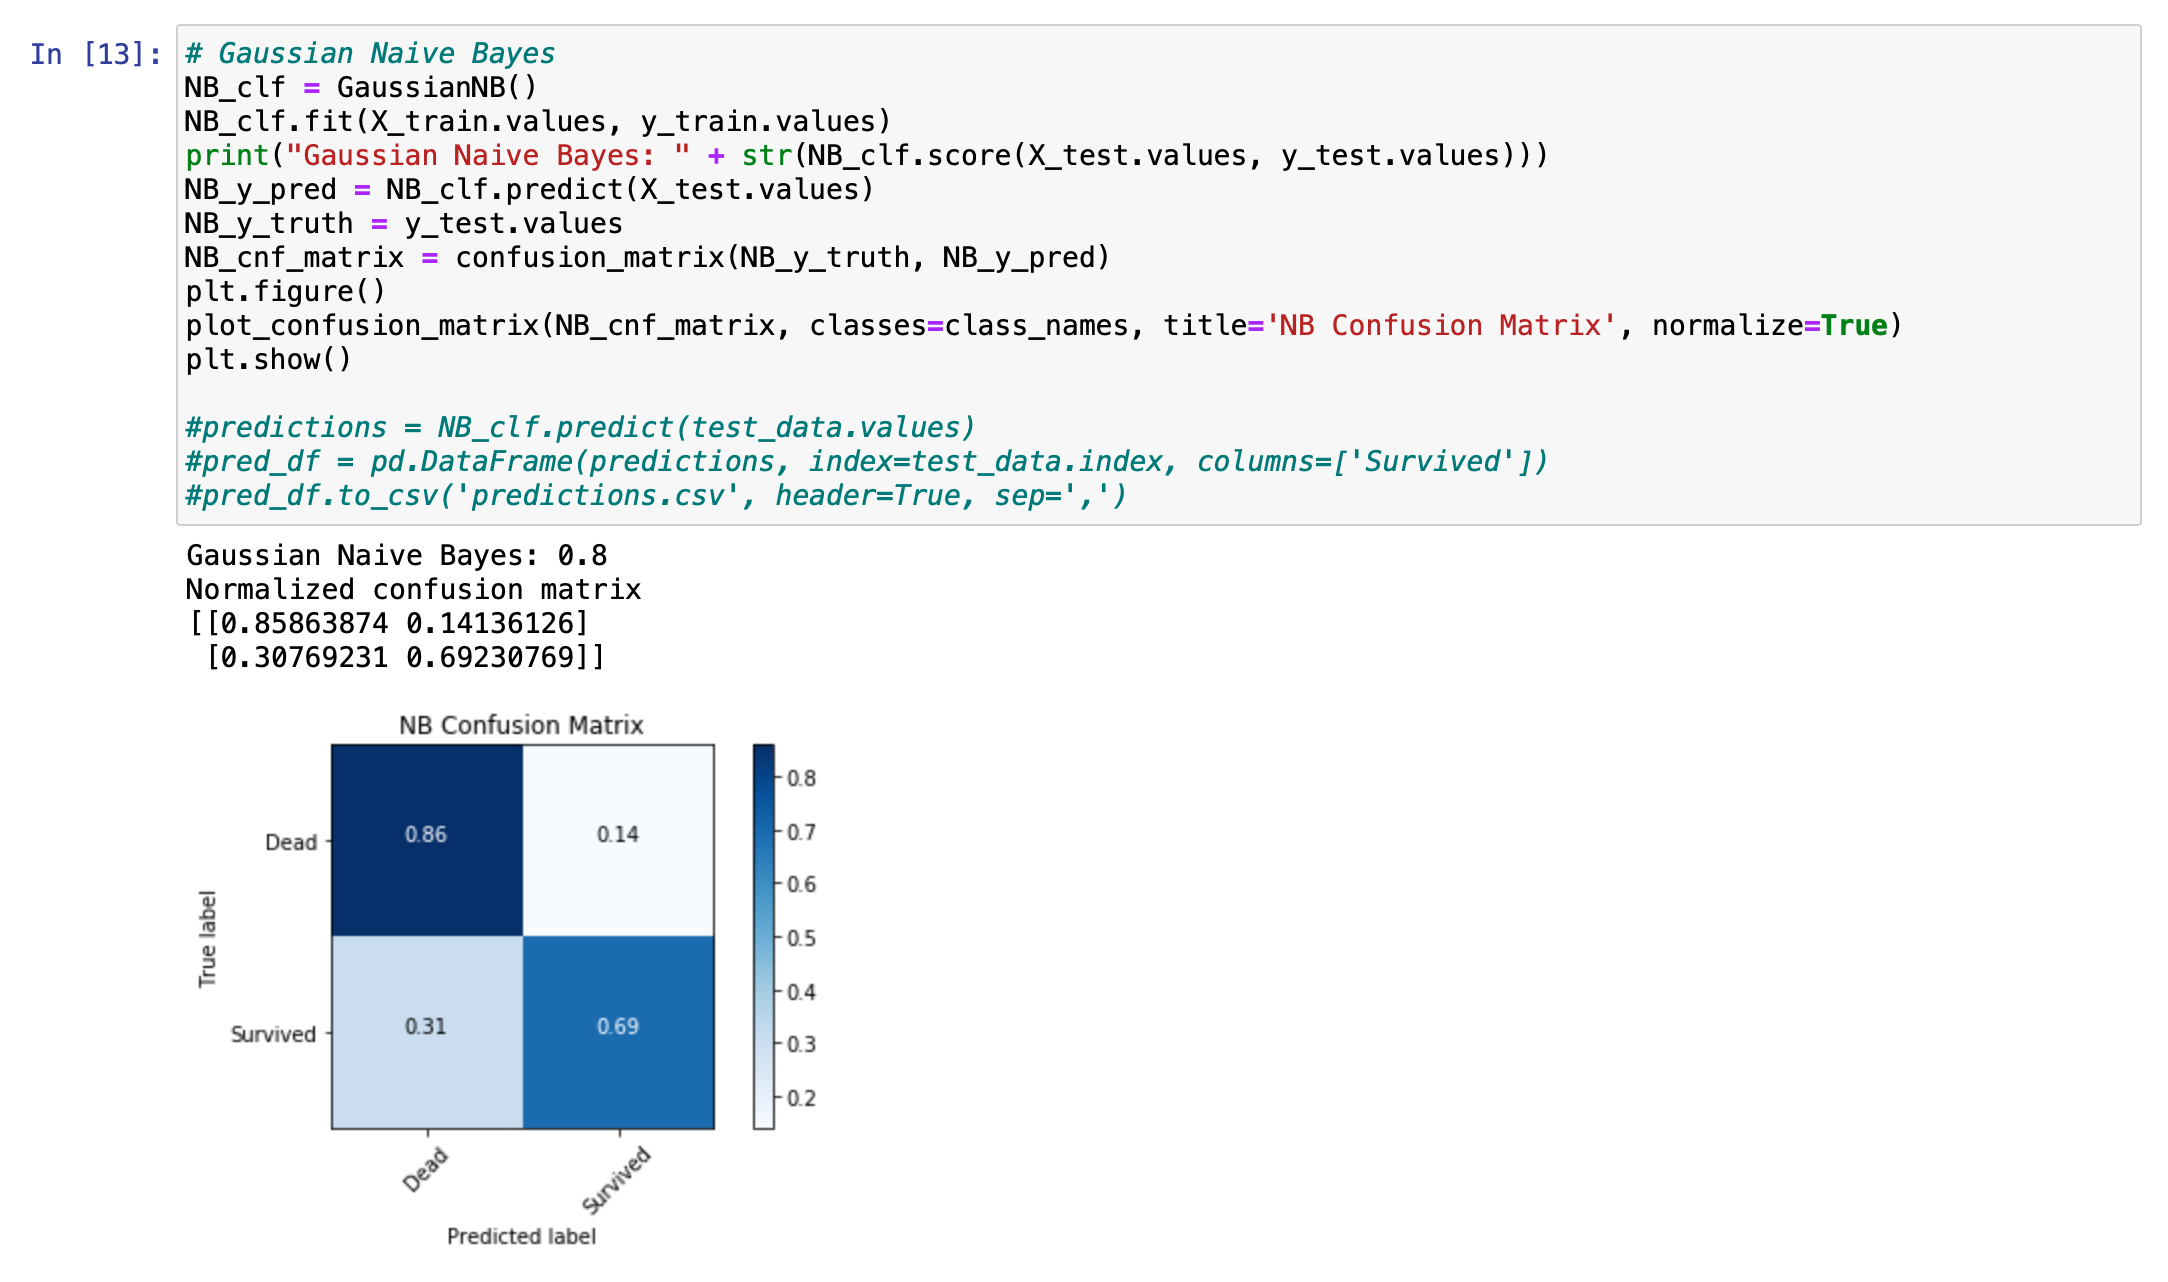 In [13]:
# Gaussian Naive Bayes
NB_clf = GaussianNB()
NB_clf.fit(X_train.values, y_train.values)
print("Gaussian Naive Bayes: " + str(NB_clf.score(X_test.values, y_test.values)))
NB_y_pred = NB_clf.predict(X_test.values)
NB_y_truth = y_test.values
NB_cnf_matrix = confusion_matrix(NB_y_truth, NB_y_pred)
plt.figure()
plot_confusion_matrix(NB_cnf_matrix, classes=class_names, title='NB Confusion Matrix', normalize=True)
plt.show()
#predictions = NB_clf.predict(test_data.values)
#pred_df = pd.DataFrame(predictions, index=test_data.index, columns=['Survived'])
#pred_df.to_csv('predictions.csv', header=True, sep=',')
Gaussian Naive Bayes: 0.8
Normalized confusion matrix
[[0.85863874 0.14136126]
 [0.30769231 0.69230769]]
NB Confusion Matrix
True label
Dead
Survived
0.86
0.14
0.31
0.69
0.8
0.7
0.6
0.5
0.4
0.3
0.2
Dead
Survived
Predicted label